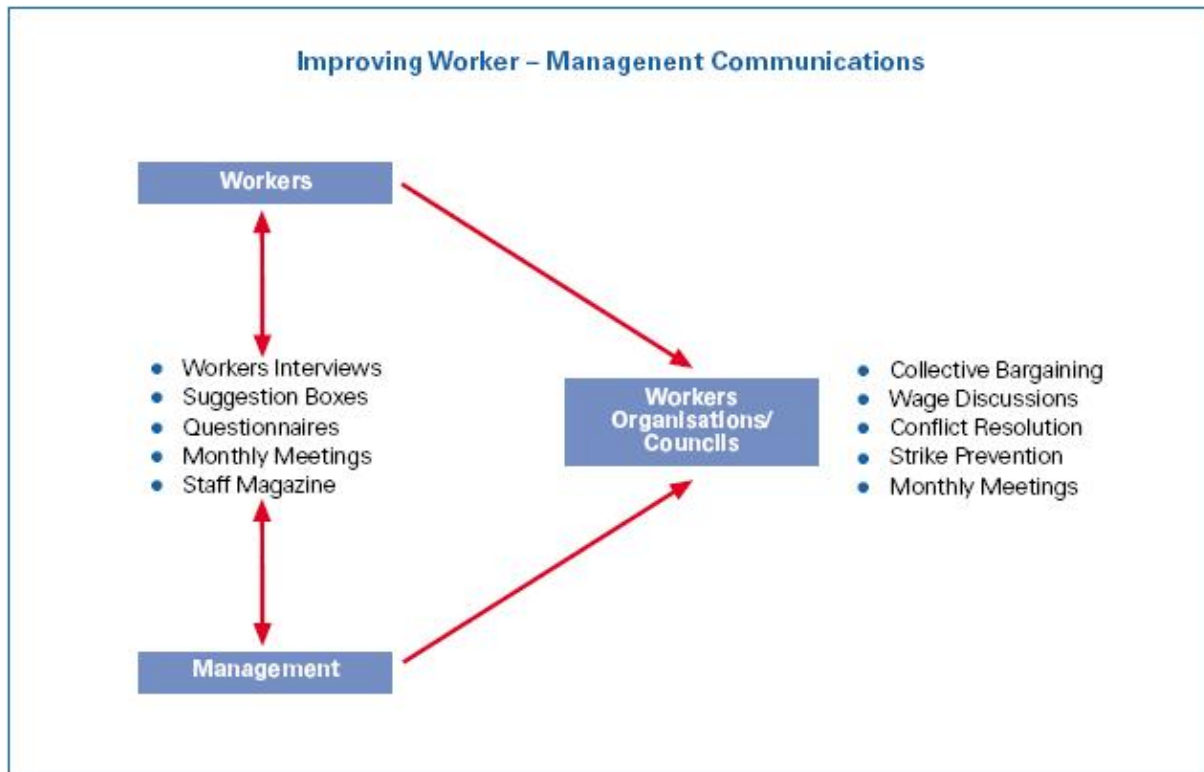 Improving Worker – Managenent Communications
Workers
Workers Interviews
Suggestion Boxes
Questionnaires
Monthly Meetings
Staff Magazine
Workers
Organisations/
Councils
Collective Bargaining
Wage Discussions
Conflict Resolution
Strike Prevention
Monthly Meetings
Management